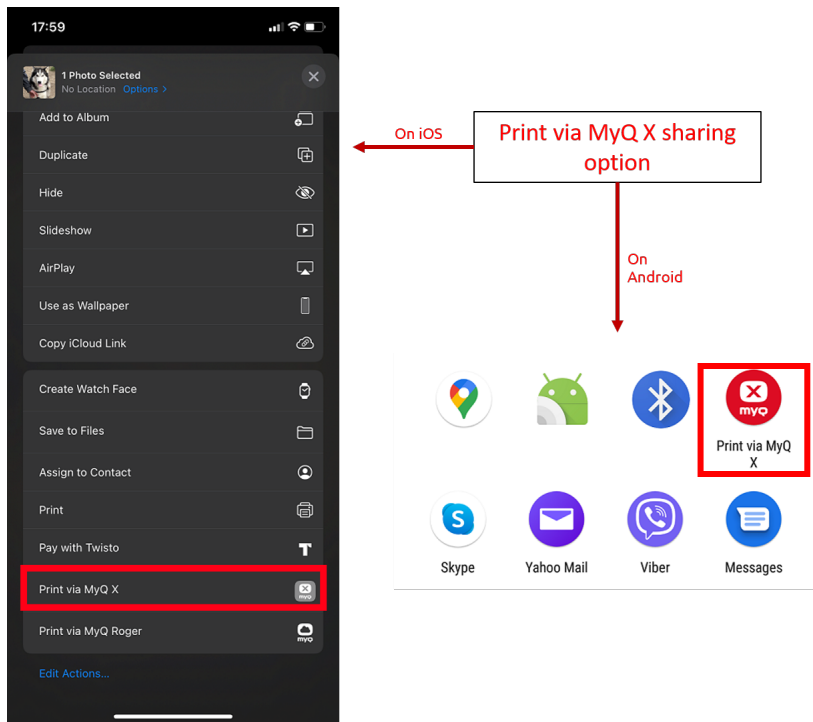 17:59
1 Photo Selected
No Location Options >
Add to Album
Duplicate
Hide
Slideshow
AirPlay
Use as Wallpaper
Copy iCloud Link
Create Watch Face
Save to Files
Assign to Contact
Print
Pay with Twisto
Print via MyQ X
myQ
Print via MyQ Roger
myQ
Edit Actions...
On iOS
Print via MyQ X sharing
option
On
Android
myQ
Print via MyQ
X
S
Skype
Yahoo Mail
Viber
Messages